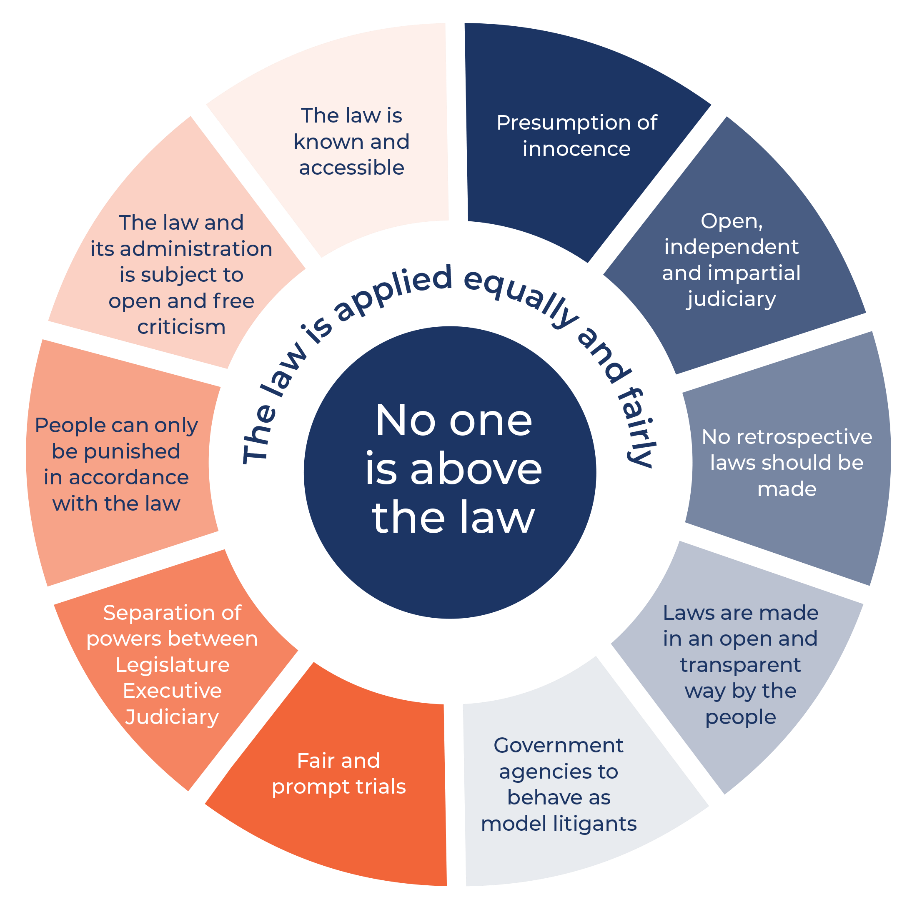 The law is
known and
accessible
Presumption of
innocence
Open,
independent
and impartial
judiciary
No retrospective
laws should be
made
Laws are made
in an open and
transparent
way by the
people
Government
agencies to
behave as
model litigants
Fair and
prompt trials
Separation of
powers between
Legislature
Executive
Judiciary
People can only
be punished
in accordance
with the law
The law and
its administration
is subject to
open and free
criticism
The law is applied equally and fairly
No one
is above
the law